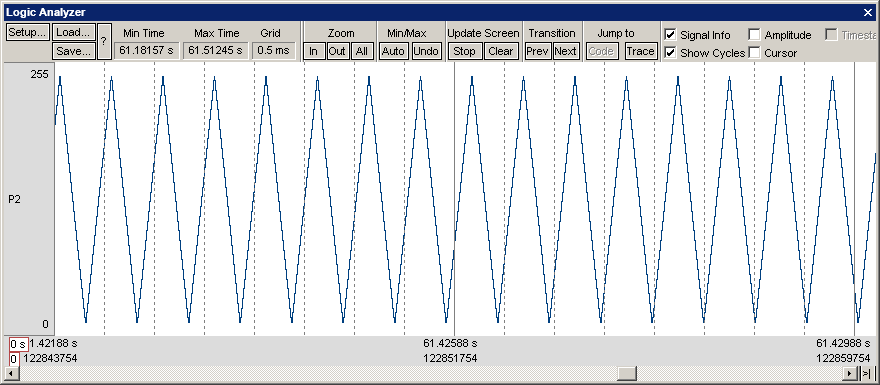 Logic Analyzer
Setup... Load... ? Min Time Max Time Grid Zoom Min/Max Update Screen Transition Jump to Signal Info Amplitude Timesta
Save... 61.18157 s 61.51245 s 0.5 ms In Out All Auto Undo Stop Clear Prev Next Code Trace Show Cycles Cursor
255
P2
0
0 s 1.42188 s 61.42588 s 61.42988 s
0 122843754 122851754 122859754
>|